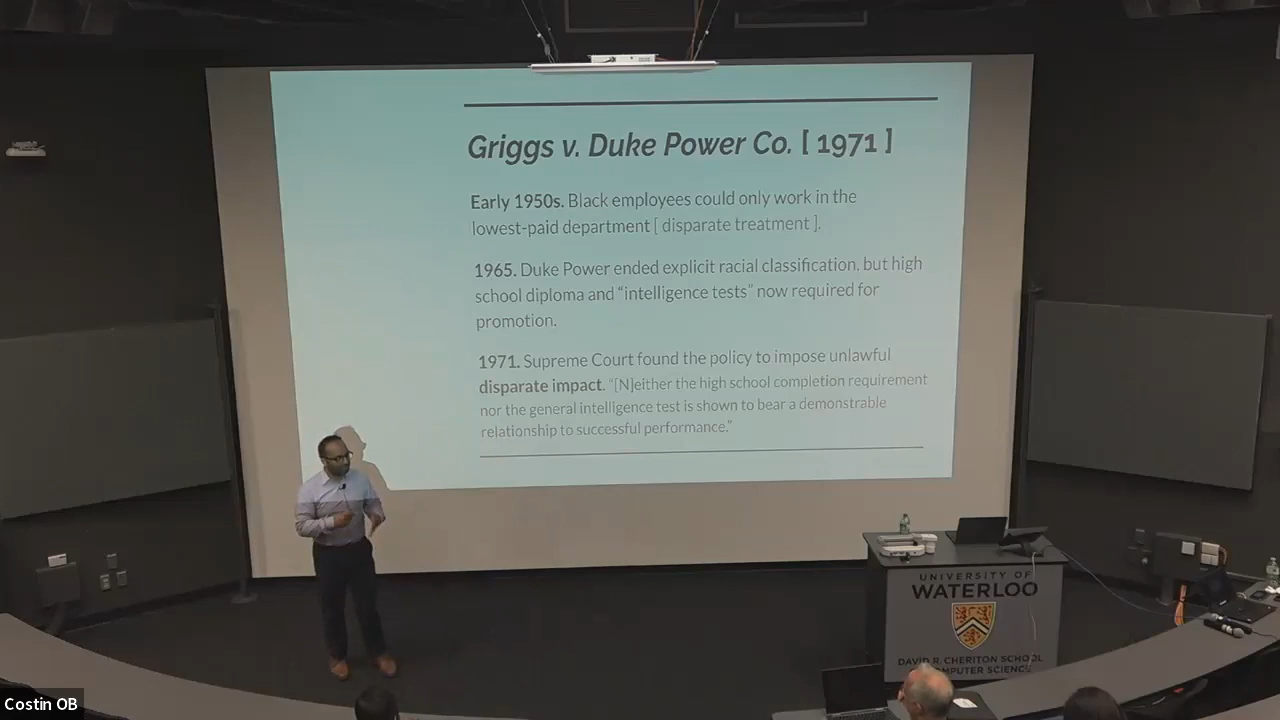 Griggs v. Duke Power Co. [ 1971 ]
Early 1950s. Black employees could only work in the
lowest-paid department [ disparate treatment ].
1965. Duke Power ended explicit racial classification, but high
school diploma and “intelligence tests” now required for
promotion.
1971. Supreme Court found the policy to impose unlawful
disparate impact. “[N]either the high school completion requirement
nor the general intelligence test is shown to bear a demonstrable
relationship to successful performance.”
UNIVERSITY OF
WATERLOO
DAVID R. CHERITON SCHOOL
SCIENCE
Costin OB